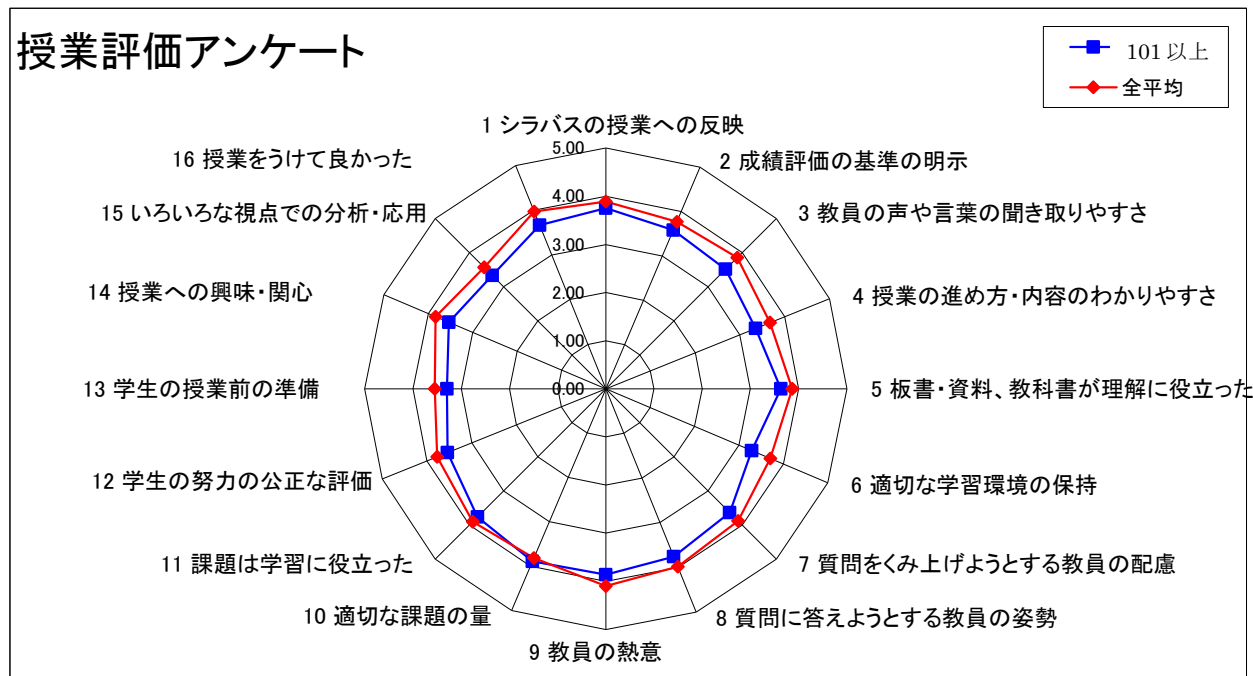 授業評価アンケート
101以上
全平均
1 シラバスの授業への反映
2 成績評価の基準の明示
3 教員の声や言葉の聞き取りやすさ
4 授業の進め方・内容のわかりやすさ
5 板書・資料、教科書が理解に役立った
6 適切な学習環境の保持
7 質問をくみ上げようとする教員の配慮
8 質問に答えようとする教員の姿勢
9 教員の熱意
10 適切な課題の量
11 課題は学習に役立った
12 学生の努力の公正な評価
13 学生の授業前の準備
14 授業への興味・関心
15 いろいろな視点での分析・応用
16 授業をうけて良かった
5.00
4.00
3.00
2.00
1.00
0.00